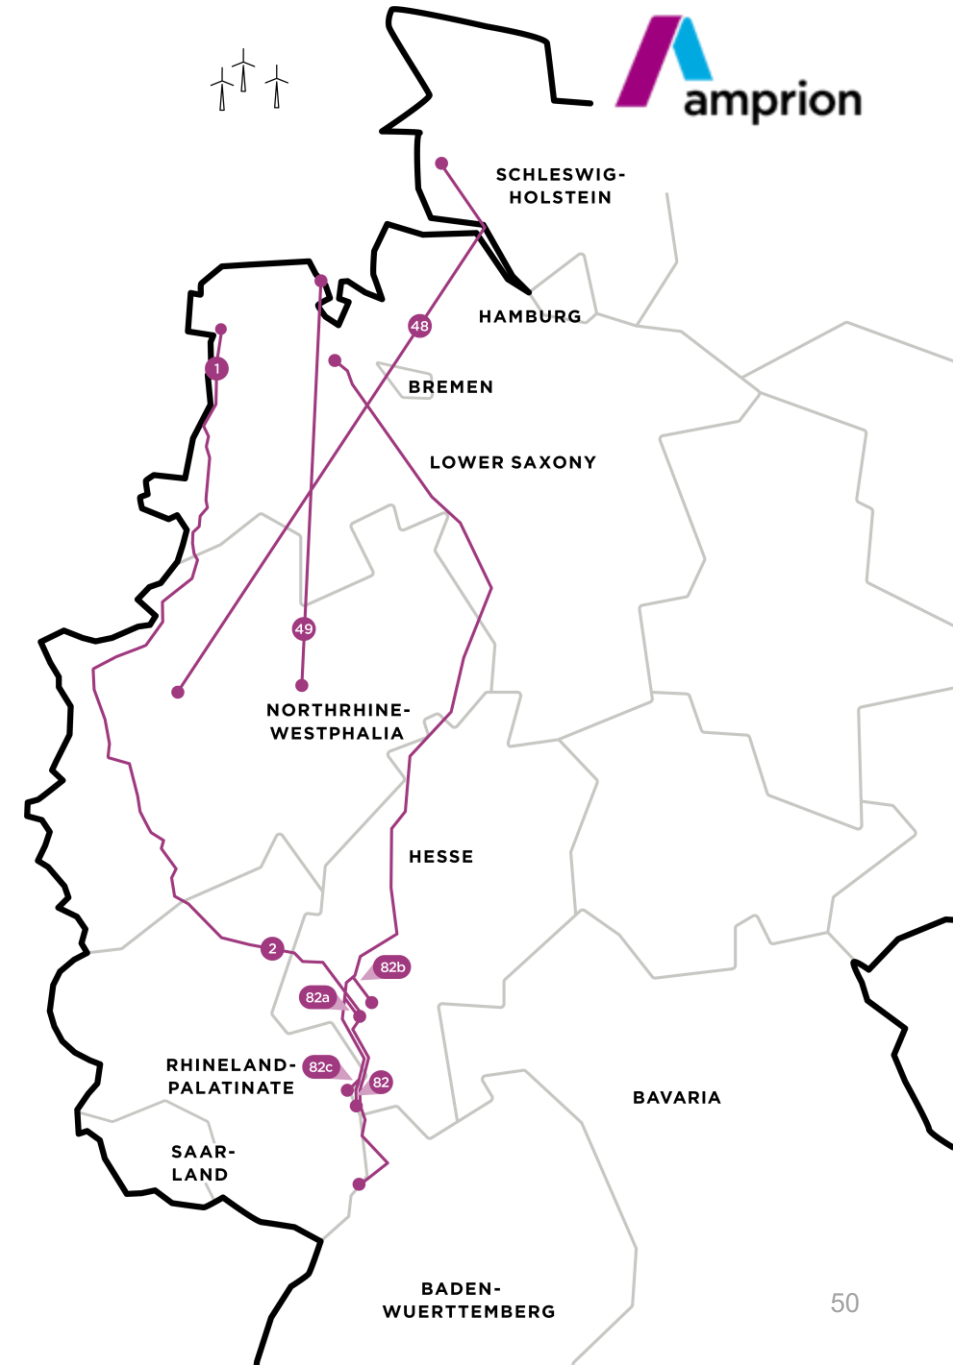 amprion
SCHLESWIG-
HOLSTEIN
HAMBURG
48
1
BREMEN
LOWER SAXONY
49
NORTHRHINE-
WESTPHALIA
HESSE
2
82b
82a
RHINELAND-
PALATINATE
82c
82
BAVARIA
SAAR-
LAND
BADEN-
WUERTTEMBERG
50